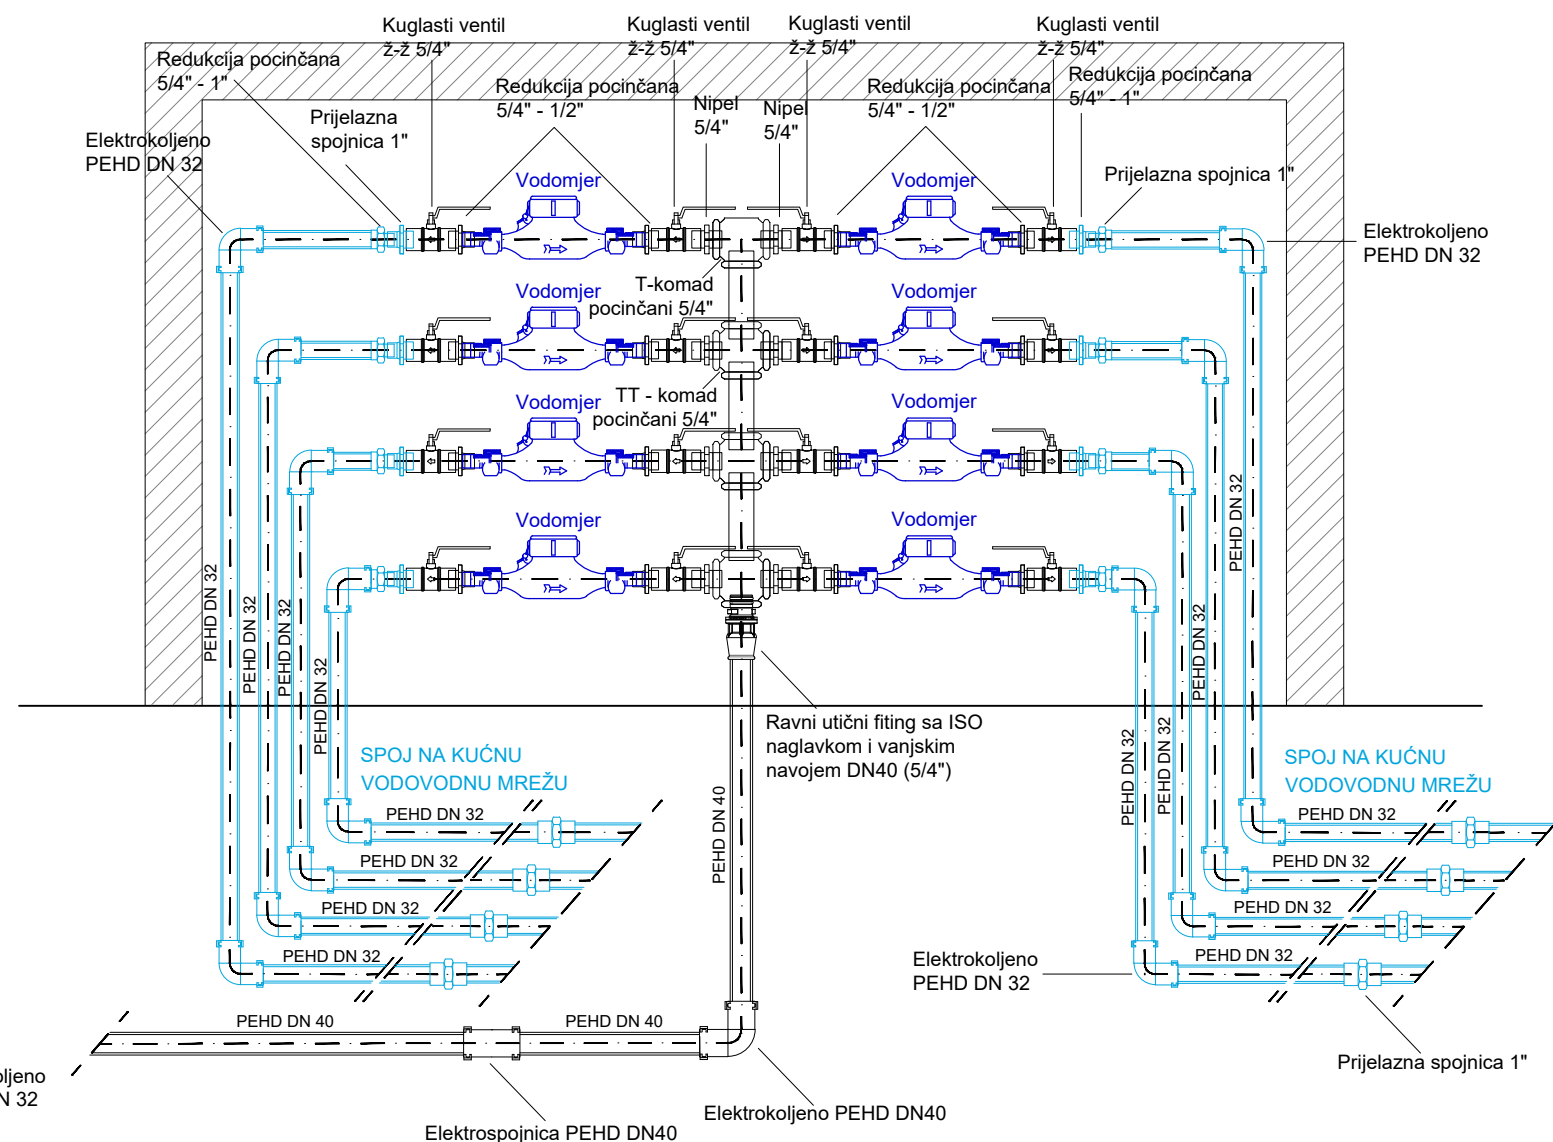 Kuglasti ventil
ž-ž 5/4"
Kuglasti ventil
ž-ž 5/4"
Kuglasti ventil
ž-ž 5/4"
Kuglasti ventil
ž-ž 5/4"
Redukcija pocinčana
5/4" - 1"
Redukcija pocinčana
5/4" - 1/2"
Nipel
5/4"
Nipel
5/4"
Redukcija pocinčana
5/4" - 1/2"
Redukcija pocinčana
5/4" - 1"
Prijelazna
spojnica 1"
Elektrokoljeno
PEHD DN 32
Vodomjer
Vodomjer
Prijelazna spojnica 1"
Elektrokoljeno
PEHD DN 32
T-komad
pocinčani 5/4"
Vodomjer
Vodomjer
TT - komad
pocinčani 5/4"
Vodomjer
Vodomjer
Vodomjer
Vodomjer
PEHD DN 32
PEHD DN 32
PEHD DN 32
PEHD DN 32
PEHD DN 32
PEHD DN 32
PEHD DN 32
PEHD DN 32
Ravni utični fiting sa ISO
naglavkom i vanjskim
navojem DN40 (5/4")
SPOJ NA KUĆNU
VODOVODNU MREŽU
SPOJ NA KUĆNU
VODOVODNU MREŽU
PEHD DN 40
PEHD DN 32
PEHD DN 32
PEHD DN 32
PEHD DN 32
PEHD DN 32
PEHD DN 32
PEHD DN 32
PEHD DN 32
Elektrokoljeno
PEHD DN 32
PEHD DN 40
PEHD DN 40
Prijelazna spojnica 1"
oljeno
N 32
Elektrokoljeno PEHD DN40
Elektrospojnica PEHD DN40